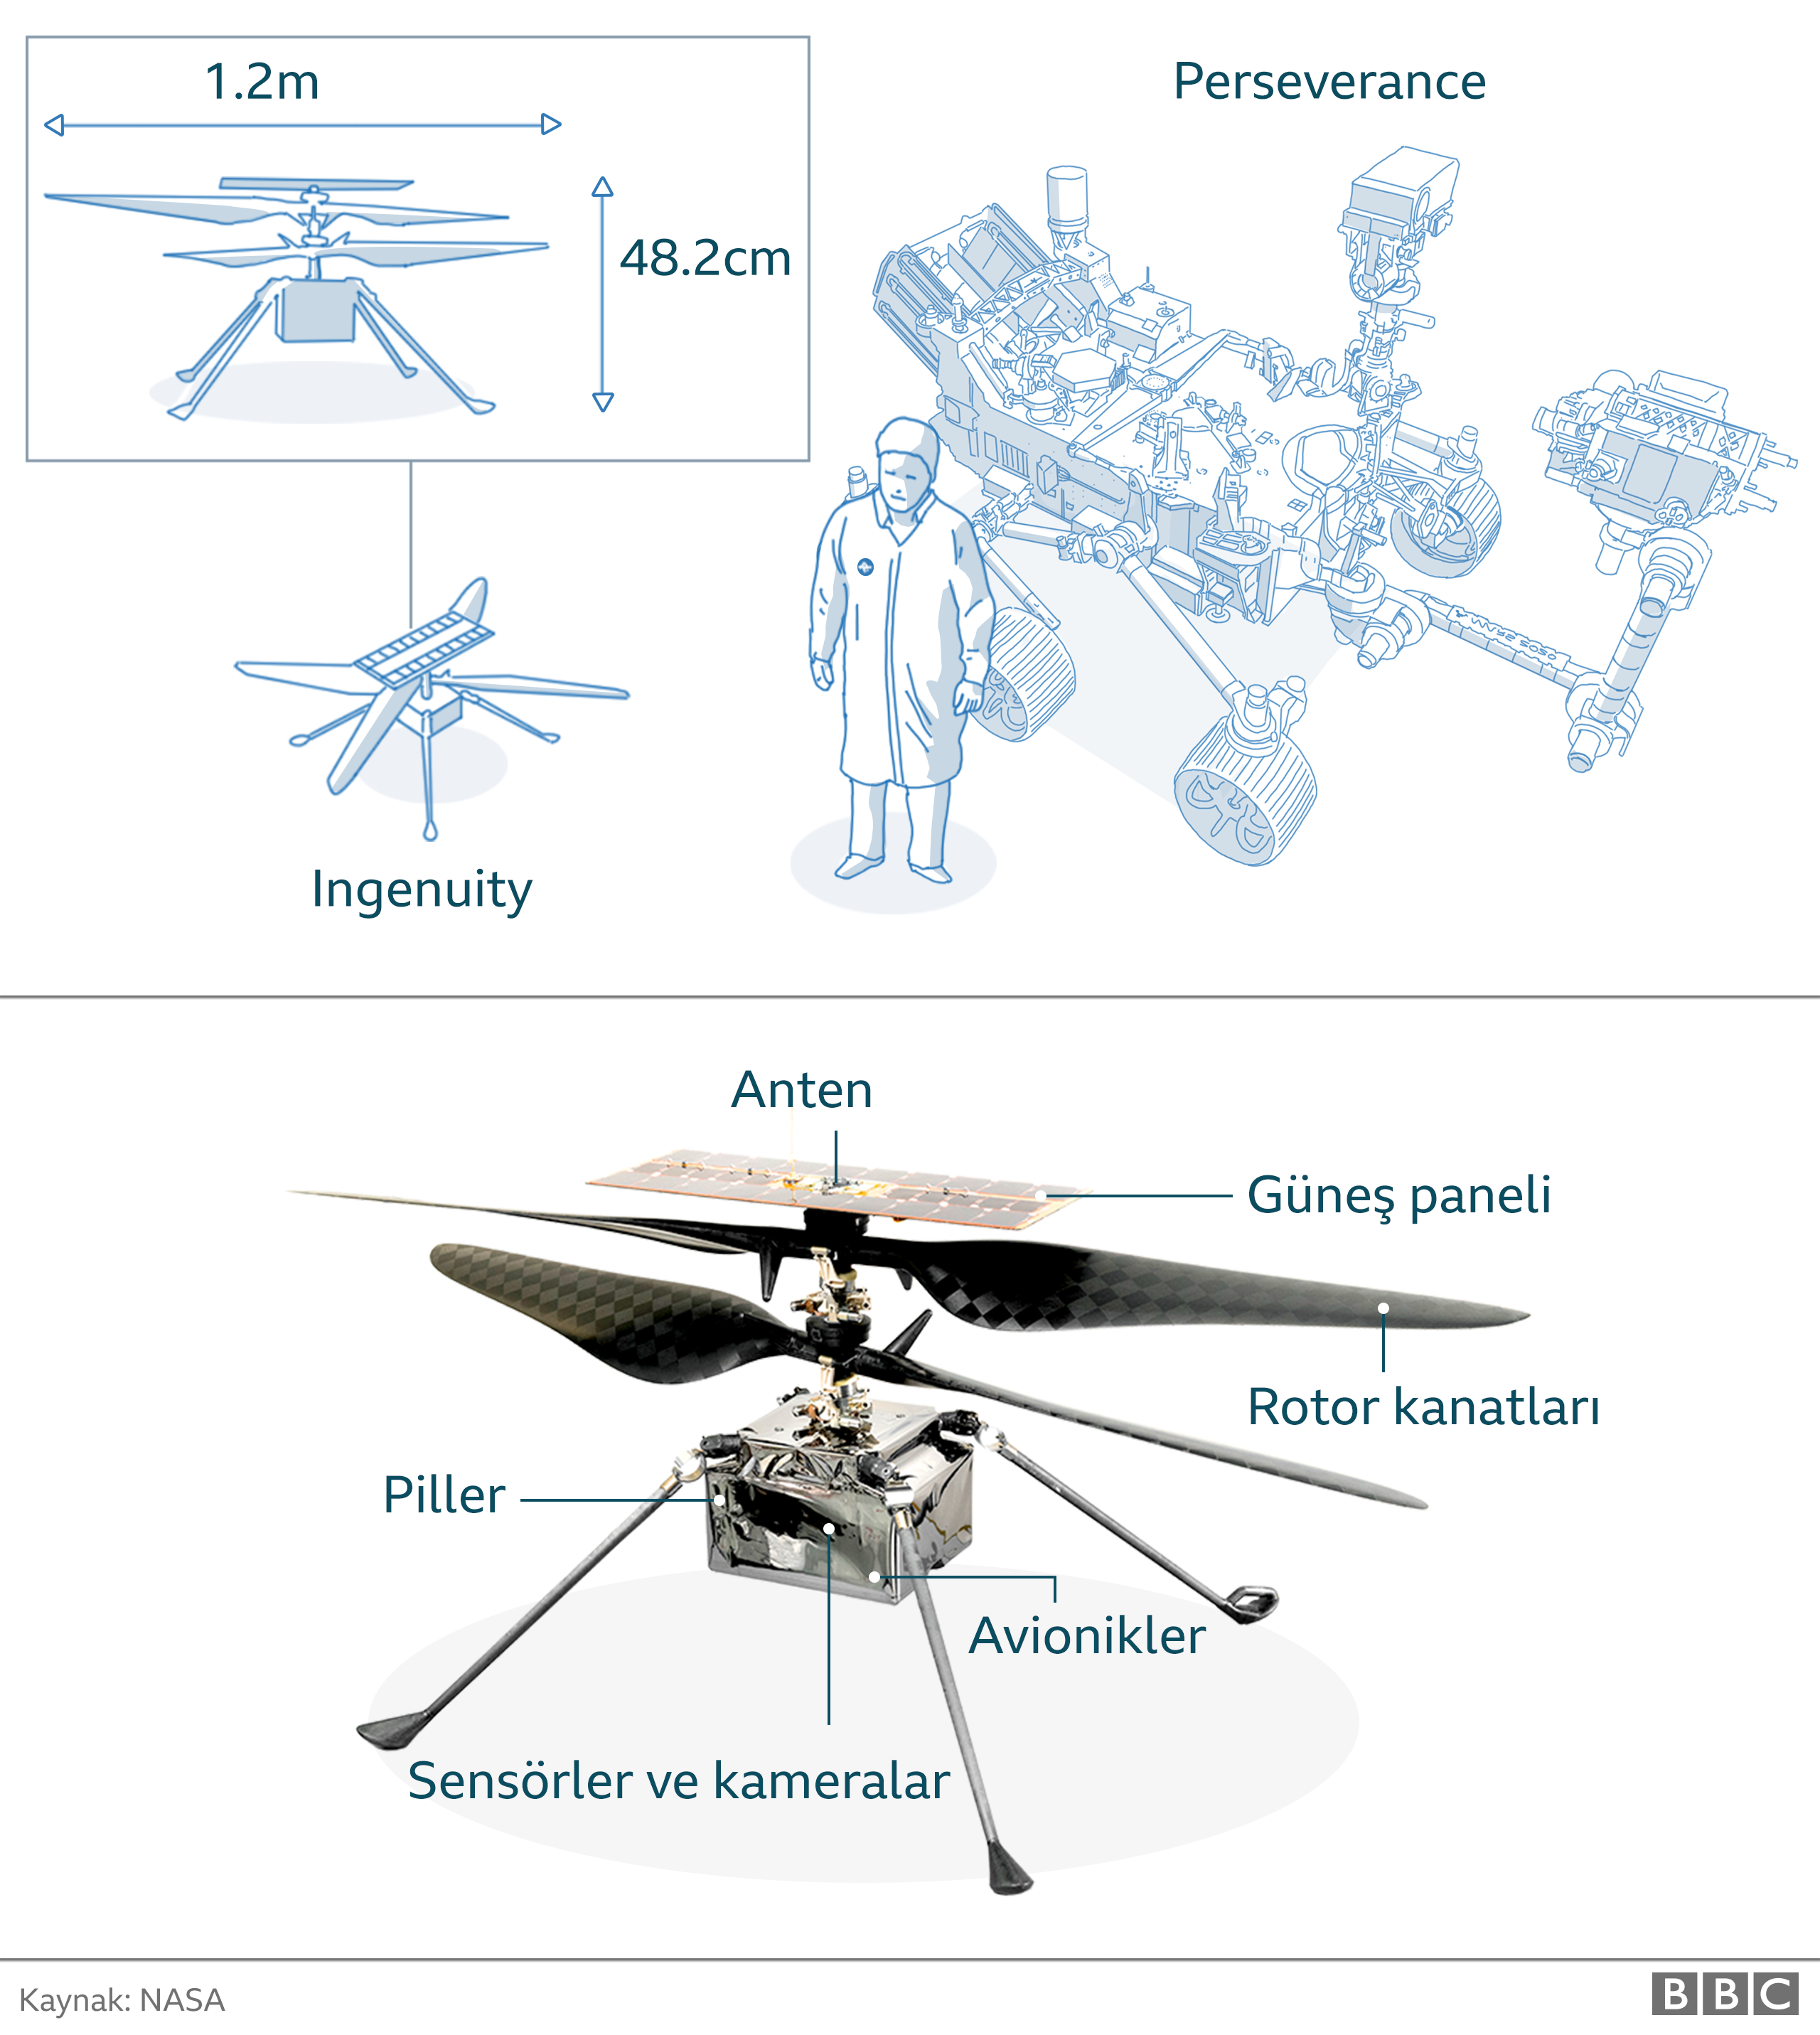 1.2m
48.2cm
Perseverance
Ingenuity
Anten
Güneş paneli
Rotor kanatları
Piller
Avionikler
Sensörler ve kameralar
Kaynak: NASA
BBC